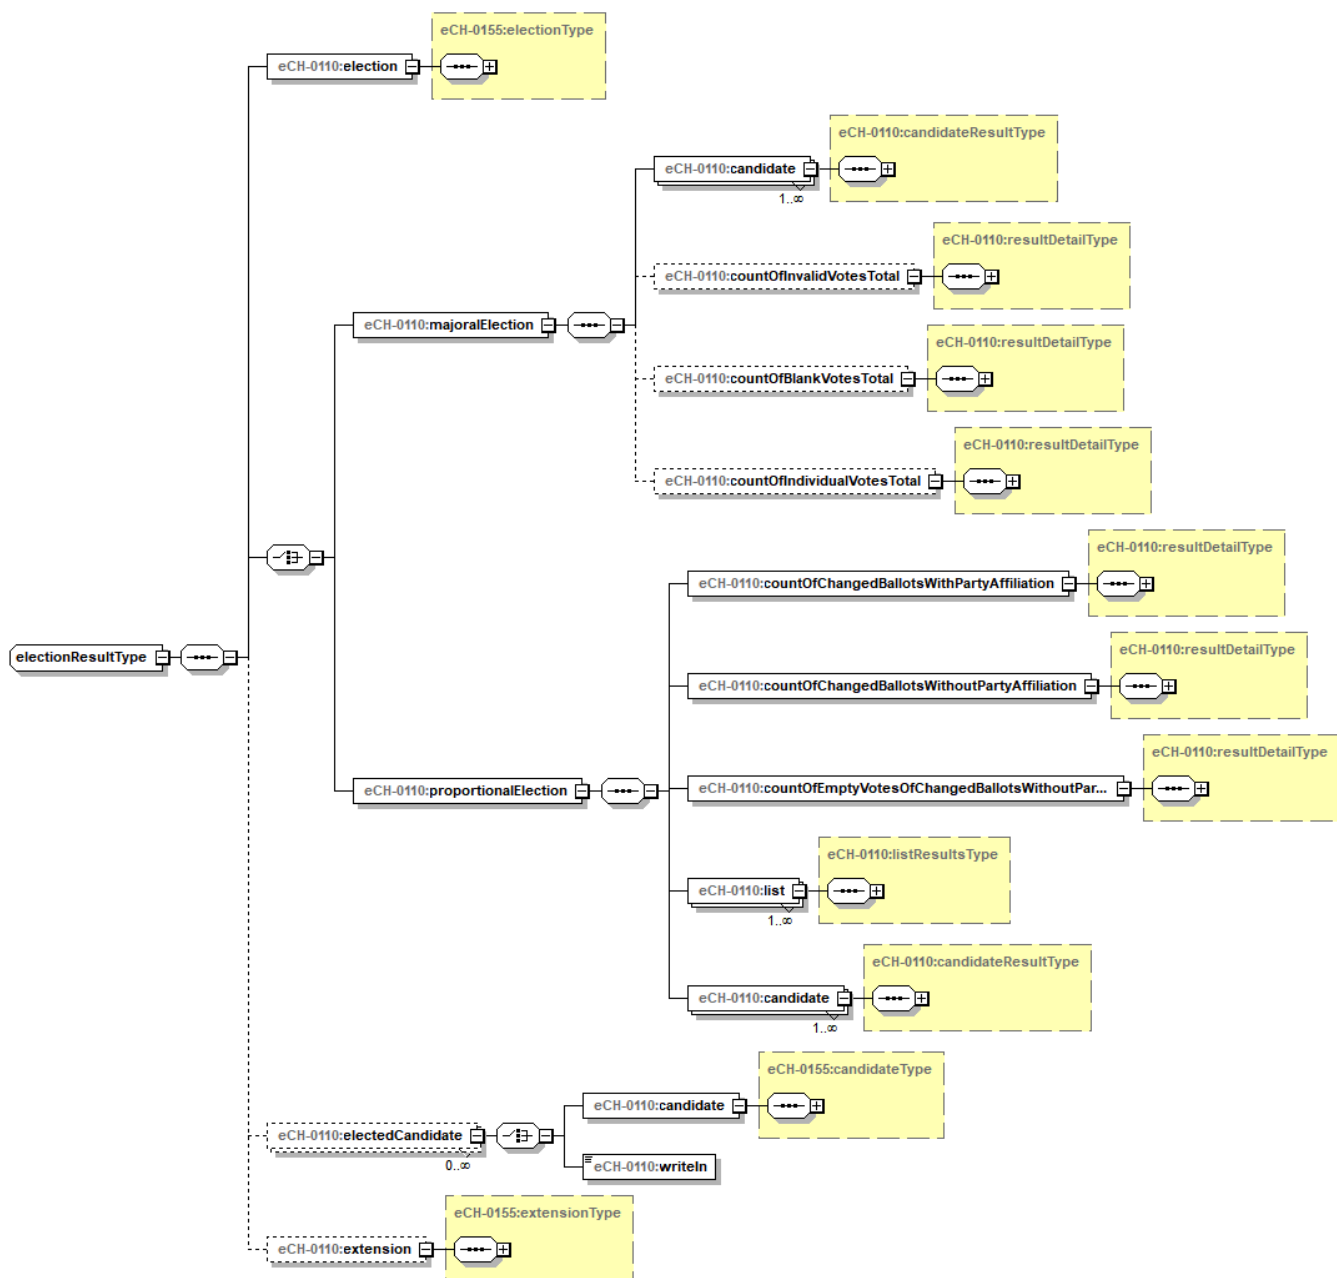 eCH-0155:electionType
eCH-0110:election
eCH-0110:candidateResultType
eCH-0110:candidate
1..∞
eCH-0110:resultDetailType
eCH-0110:countOfInvalidVotesTotal
eCH-0110:majoralElection
eCH-0110:resultDetailType
eCH-0110:countOfBlankVotesTotal
eCH-0110:resultDetailType
eCH-0110:countOfIndividualVotesTotal
eCH-0110:resultDetailType
eCH-0110:countOfChangedBallotsWithPartyAffiliation
electionResultType
eCH-0110:resultDetailType
eCH-0110:countOfChangedBallotsWithoutPartyAffiliation
eCH-0110:resultDetailType
eCH-0110:proportionalElection
eCH-0110:countOfEmptyVotesOfChangedBallotsWithoutPar...
eCH-0110:listResultsType
eCH-0110:list
1..∞
eCH-0110:candidateResultType
eCH-0110:candidate
1..∞
eCH-0155:candidateType
eCH-0110:candidate
eCH-0110:electedCandidate
0..∞
eCH-0110:writeIn
eCH-0155:extensionType
eCH-0110:extension